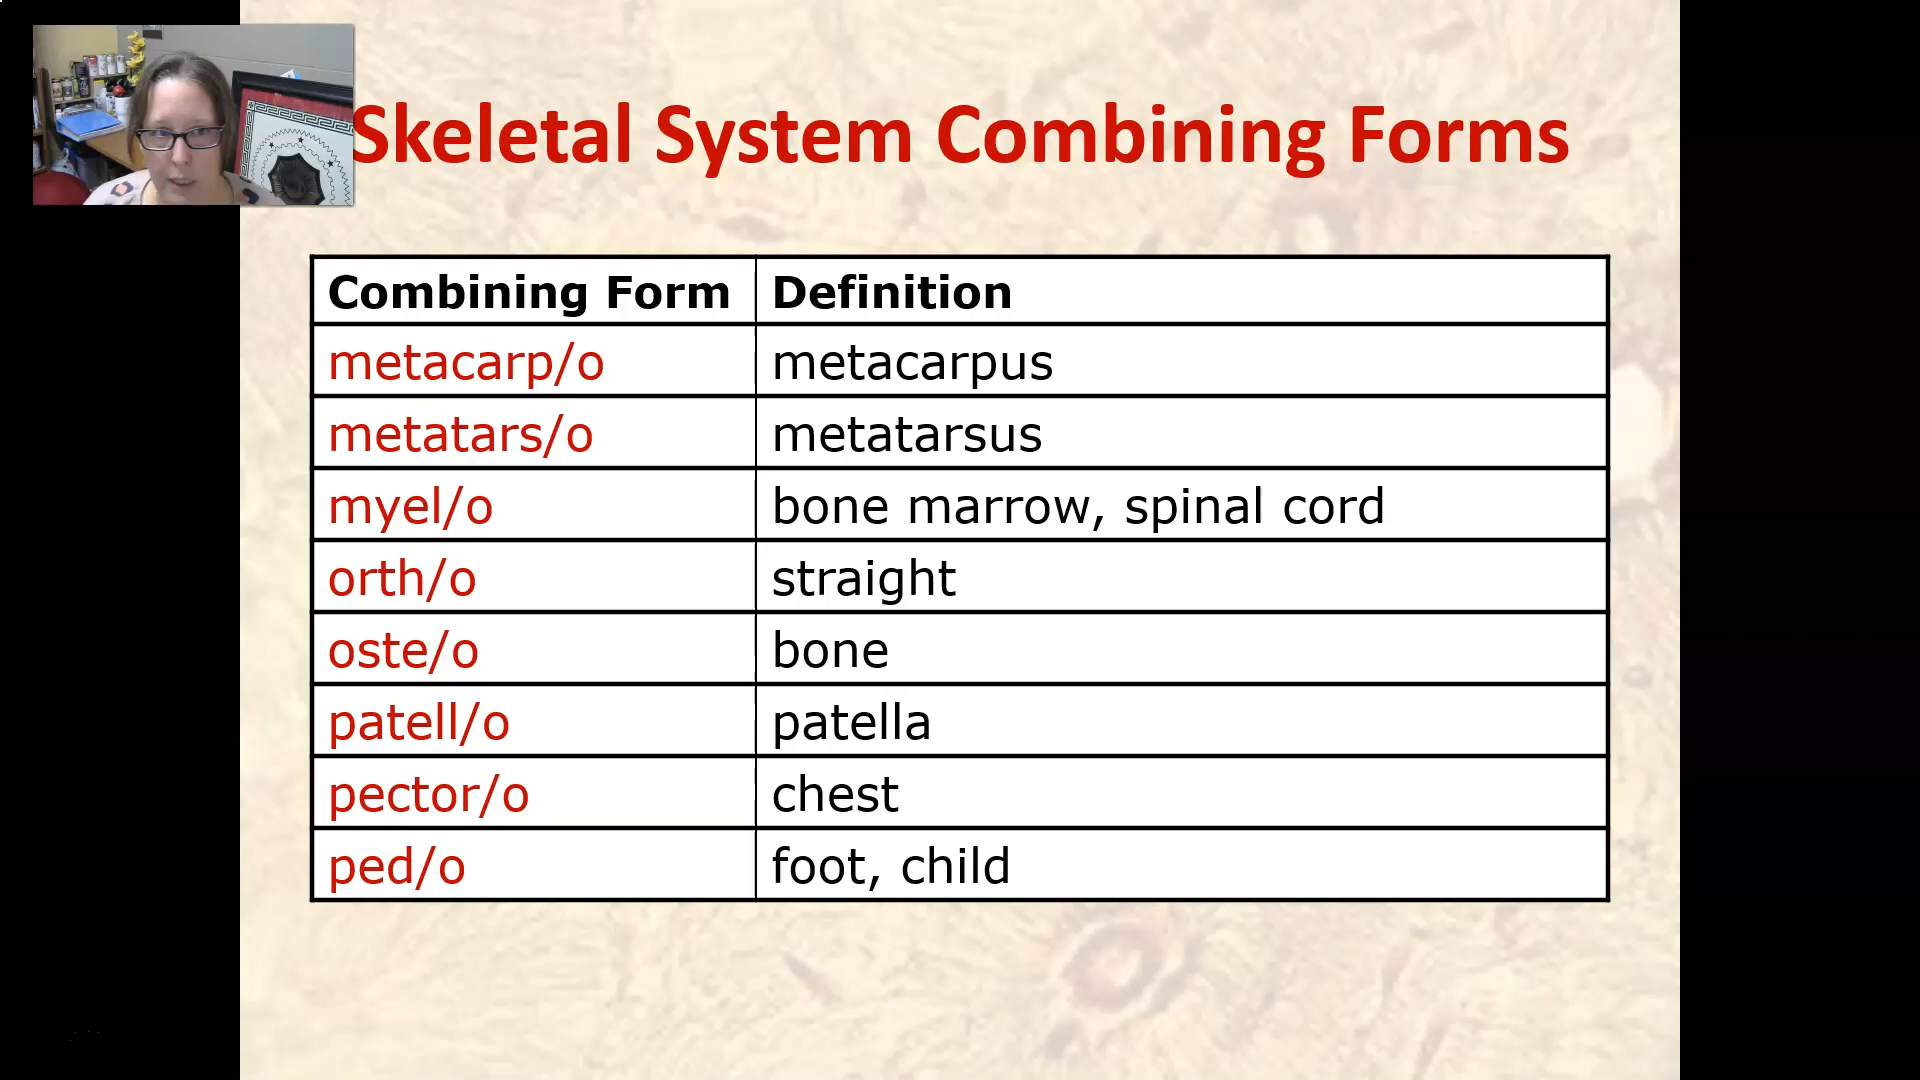 Skeletal System Combining Forms
Combining Form Definition
metacarp/o metacarpus
metatars/o metatarsus
myel/o bone marrow, spinal cord
orth/o straight
oste/o bone
patell/o patella
pector/o chest
ped/o foot, child